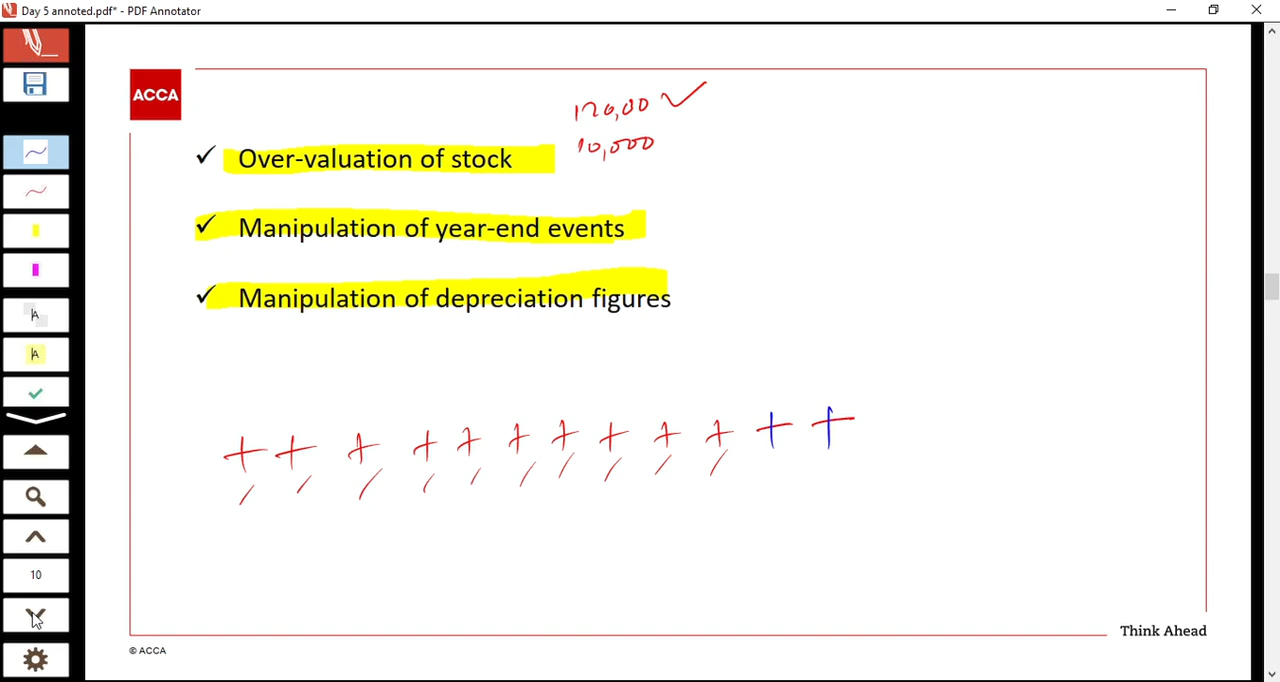 Day 5 annoted.pdf* - PDF Annotator
ACCA
120,00
✓ Over-valuation of stock
10,000
✓ Manipulation of year-end events
✓ Manipulation of depreciation figures
A
A
10
Think Ahead
© ACCA